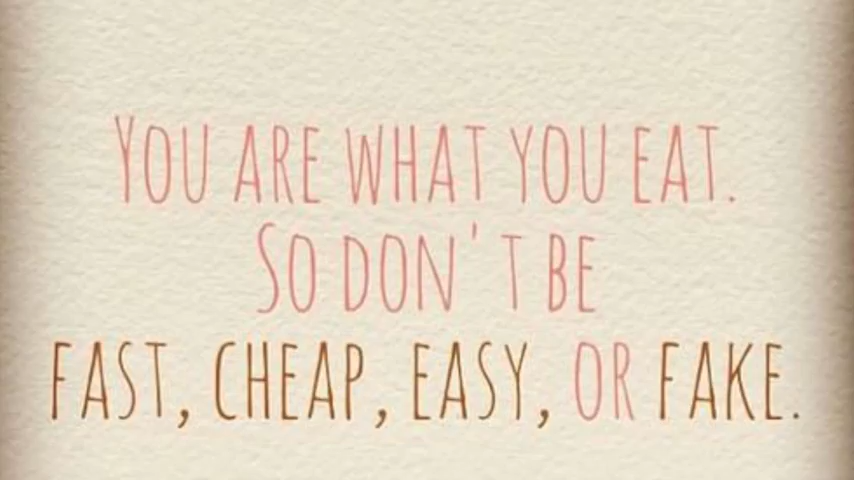 YOU ARE WHAT YOU EAT.
SO DON'T BE
FAST, CHEAP, EASY, OR FAKE.